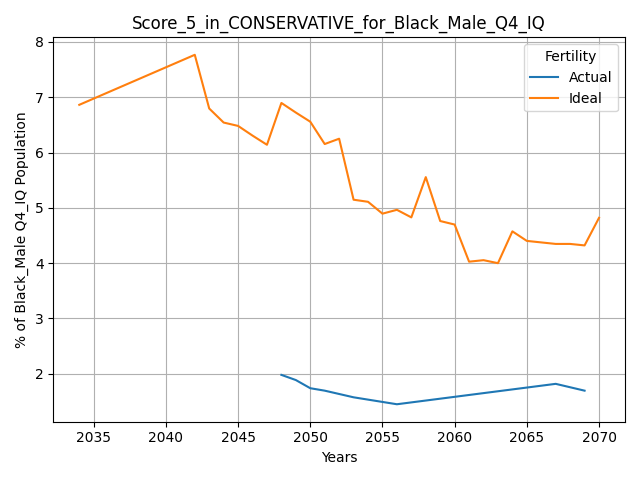 Score_5_in_CONSERVATIVE_for_Black_Male_Q4_IQ
Fertility
Actual
Ideal
8
7
6
5
4
3
2
% of Black_Male Q4_IQ Population
2035 2040 2045 2050 2055 2060 2065 2070
Years